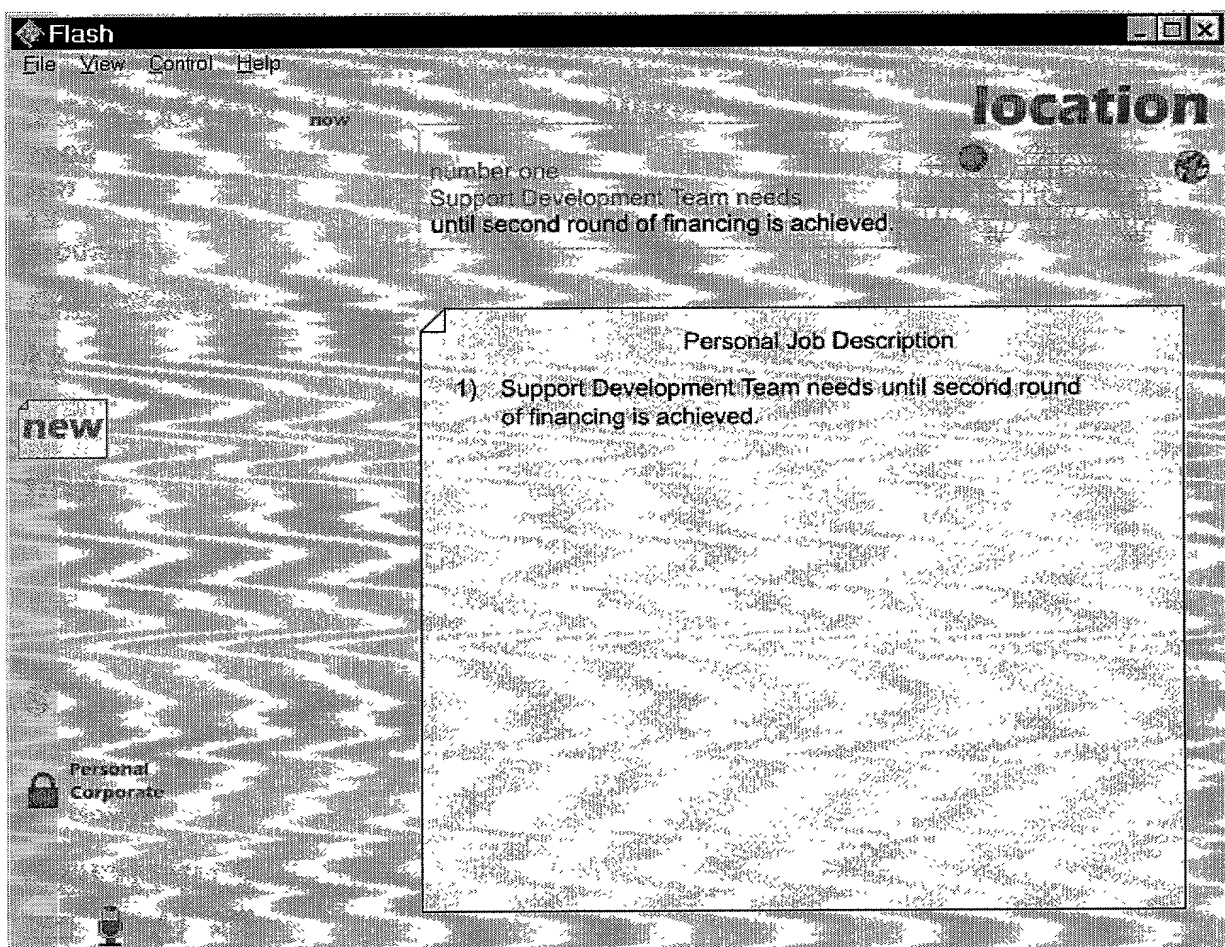 Flash
File View Control Help
location
now
number one
Support Development Team needs
until second round of financing is achieved.
Personal Job Description
1) Support Development Team needs until second round
of financing is achieved.
new
Personal
Corporate